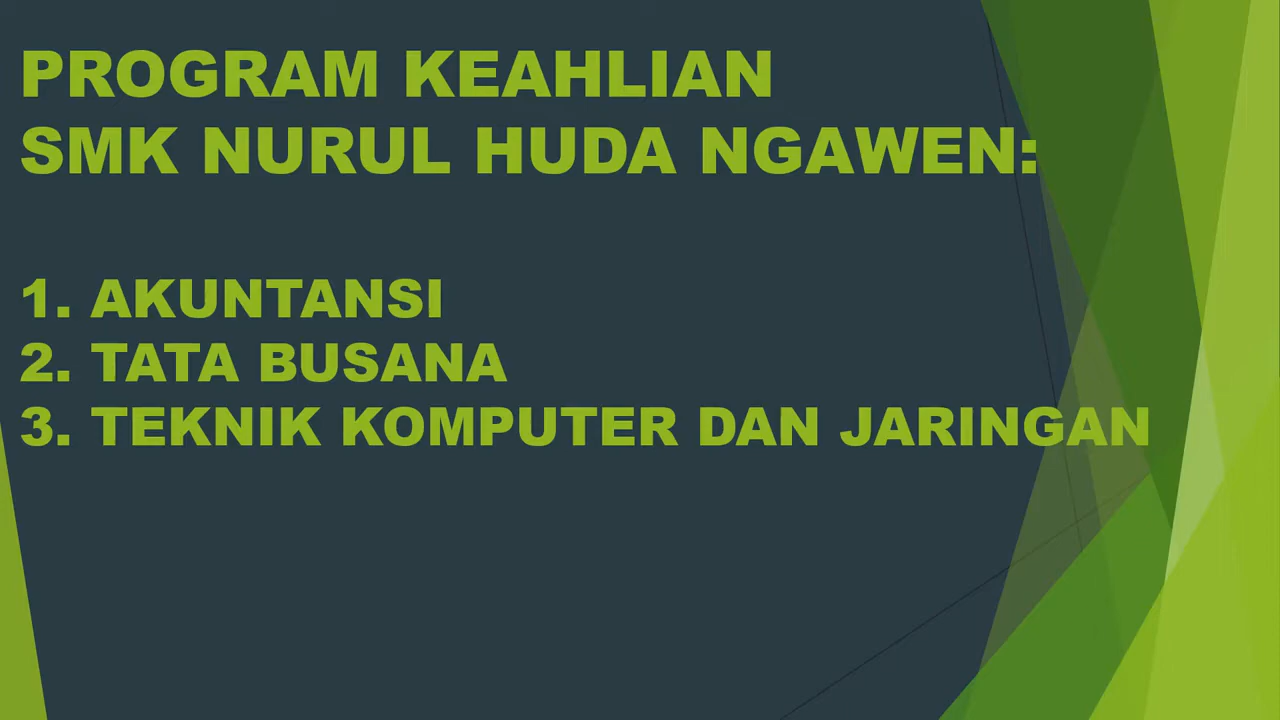 PROGRAM KEAHLIAN
SMK NURUL HUDA NGAWEN:
1. AKUNTANSI
2. TATA BUSANA
3. TEKNIK KOMPUTER DAN JARINGAN